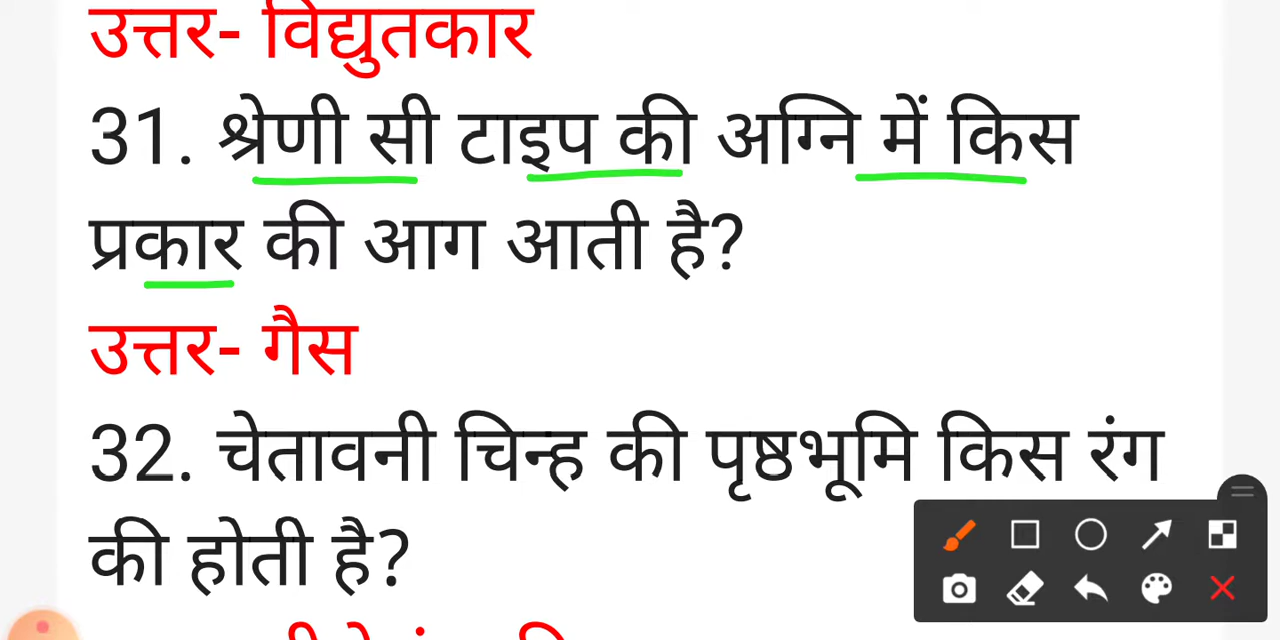 उत्तर- विद्युतकार
31. श्रेणी सी टाइप की अग्नि में किस
प्रकार की आग आती है?
उत्तर- गैस
32. चेतावनी चिन्ह की पृष्ठभूमि किस रंग
की होती है?